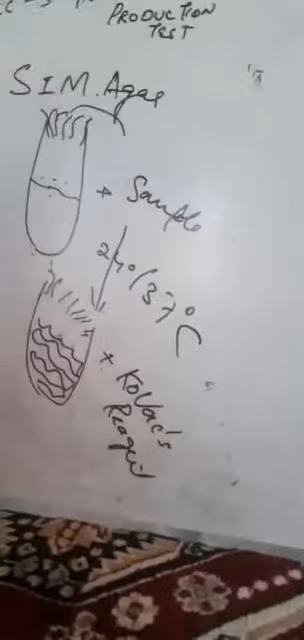 PRODUCTION
TEST
SIM. Agar
+ Sample
24°/37°C
+ Kovac's
Reagent